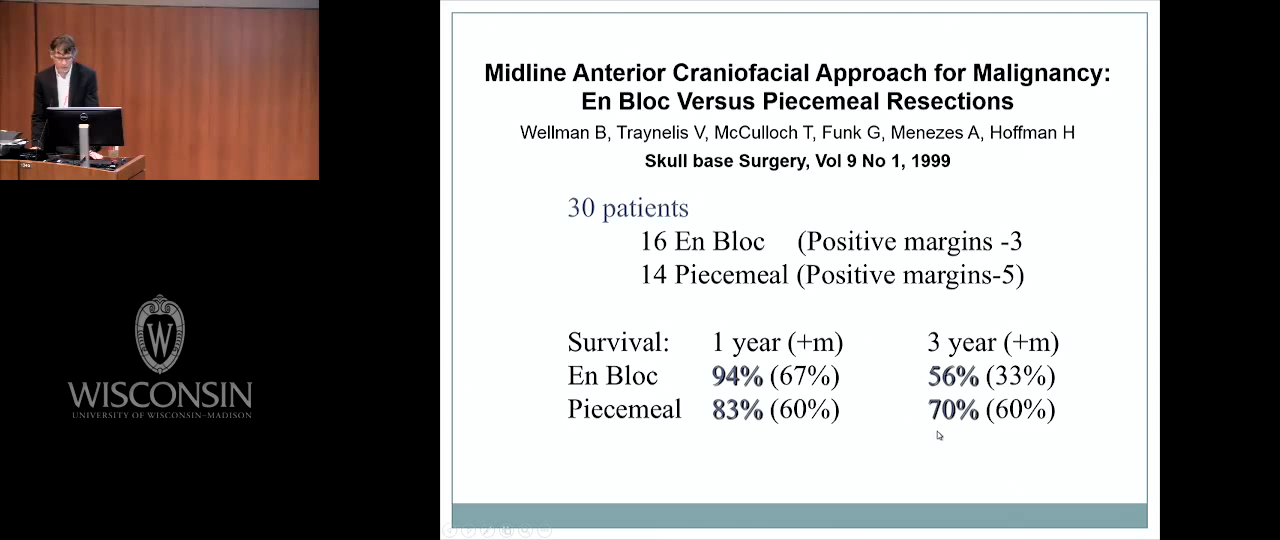 Midline Anterior Craniofacial Approach for Malignancy:
En Bloc Versus Piecemeal Resections
Wellman B, Traynelis V, McCulloch T, Funk G, Menezes A, Hoffman H
Skull base Surgery, Vol 9 No 1, 1999
30 patients
16 En Bloc (Positive margins -3
14 Piecemeal (Positive margins-5)
Survival: 1 year (+m) 3 year (+m)
En Bloc 94% (67%) 56% (33%)
Piecemeal 83% (60%) 70% (60%)
W
WISCONSIN
UNIVERSITY OF WISCONSIN–MADISON